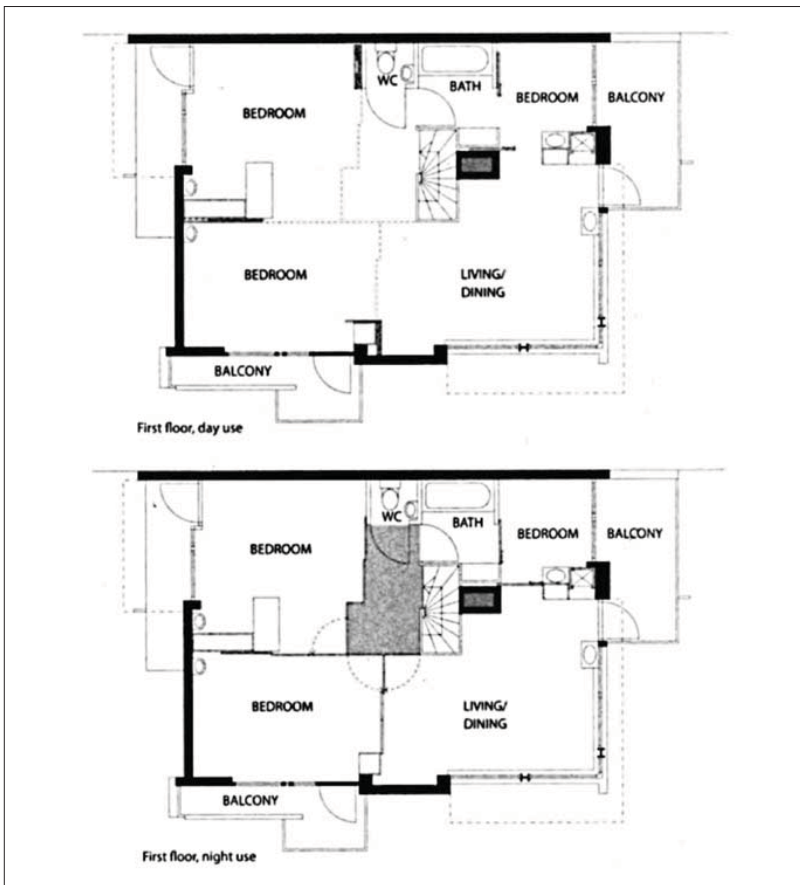 WC
BATH
BEDROOM
BEDROOM
BALCONY
BEDROOM
LIVING/
DINING
BALCONY
First floor, day use
WC
BATH
BEDROOM
BEDROOM
BALCONY
BEDROOM
LIVING/
DINING
BALCONY
First floor, night use